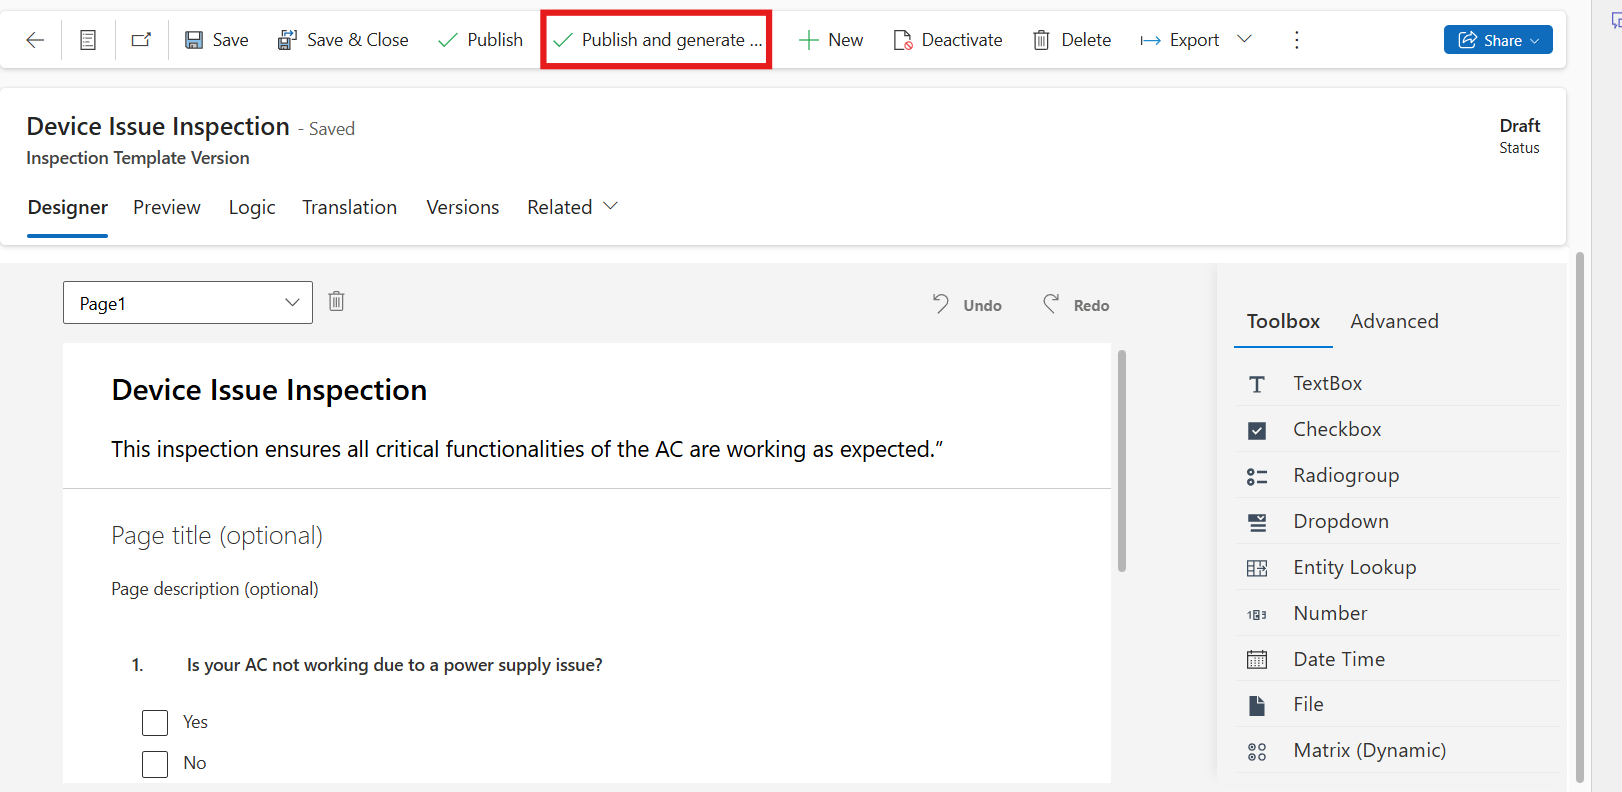 Save Save & Close Publish Publish and generate ... New Deactivate Delete Export Share
Device Issue Inspection - Saved
Inspection Template Version
Draft
Status
Designer Preview Logic Translation Versions Related
Page1
Undo Redo
Device Issue Inspection
This inspection ensures all critical functionalities of the AC are working as expected.”
Page title (optional)
Page description (optional)
1. Is your AC not working due to a power supply issue?
Yes
No
Toolbox Advanced
TextBox
Checkbox
Radiogroup
Dropdown
Entity Lookup
Number
Date Time
File
Matrix (Dynamic)